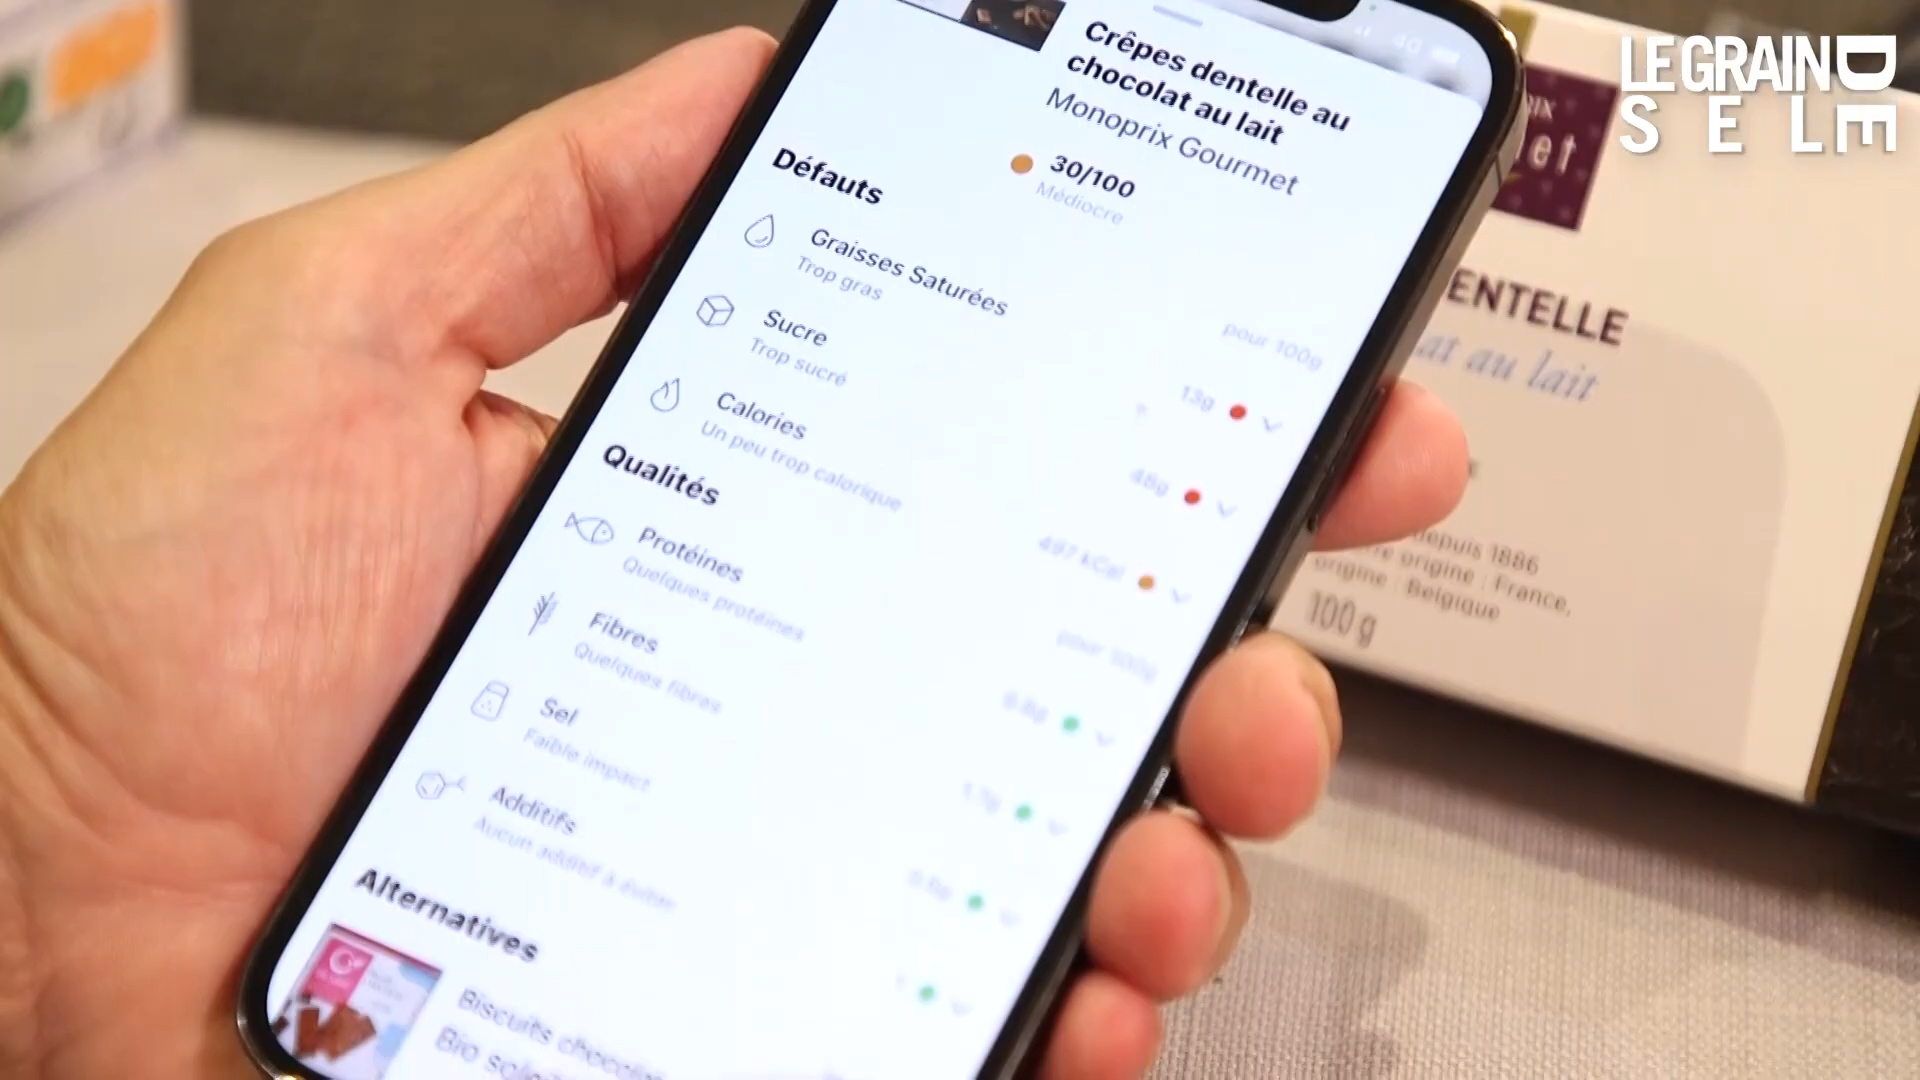 LE GRAIN DE
SELE
Crêpes dentelle au
chocolat au lait
Monoprix Gourmet
30/100
Médiocre
Défauts
pour 100g
Graisses Saturées
13g
Trop gras
Sucre
48g
Trop sucré
Calories
497 kCal
Un peu trop calorique
Qualités
pour 100g
Protéines
Quelques protéines
Fibres
Quelques fibres
Sel
Faible impact
Additifs
Aucun additif à éviter
Alternatives
Biscuits
Bio
ENTELLE
at au lait
depuis 1886
origine : France,
origine : Belgique
100 g